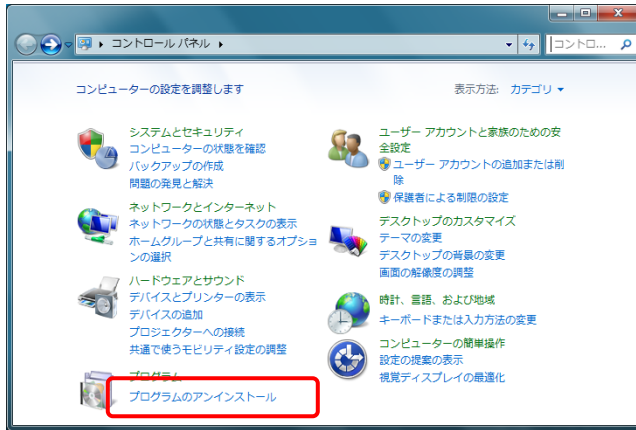 コントロール パネル
コントロ...
コンピューターの設定を調整します
表示方法: カテゴリ
システムとセキュリティ
コンピューターの状態を確認
バックアップの作成
問題の発見と解決
ネットワークとインターネット
ネットワークの状態とタスクの表示
ホームグループと共有に関するオプショ
ンの選択
ハードウェアとサウンド
デバイスとプリンターの表示
デバイスの追加
プロジェクターへの接続
共通で使うモビリティ設定の調整
プログラム
プログラムのアンインストール
ユーザー アカウントと家族のための安
全設定
ユーザー アカウントの追加または削
除
保護者による制限の設定
デスクトップのカスタマイズ
テーマの変更
デスクトップの背景の変更
画面の解像度の調整
時計、言語、および地域
キーボードまたは入力方法の変更
コンピューターの簡単操作
設定の提案の表示
視覚ディスプレイの最適化